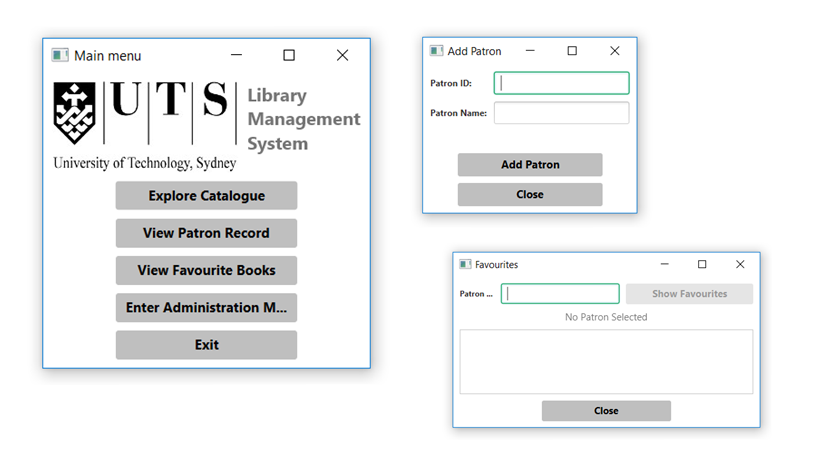 Main menu
U T S
Library
Management
System
University of Technology, Sydney
Explore Catalogue
View Patron Record
View Favourite Books
Enter Administration M...
Exit
Add Patron
Patron ID:
Patron Name:
Add Patron
Close
Favourites
Patron ...
Show Favourites
No Patron Selected
Close